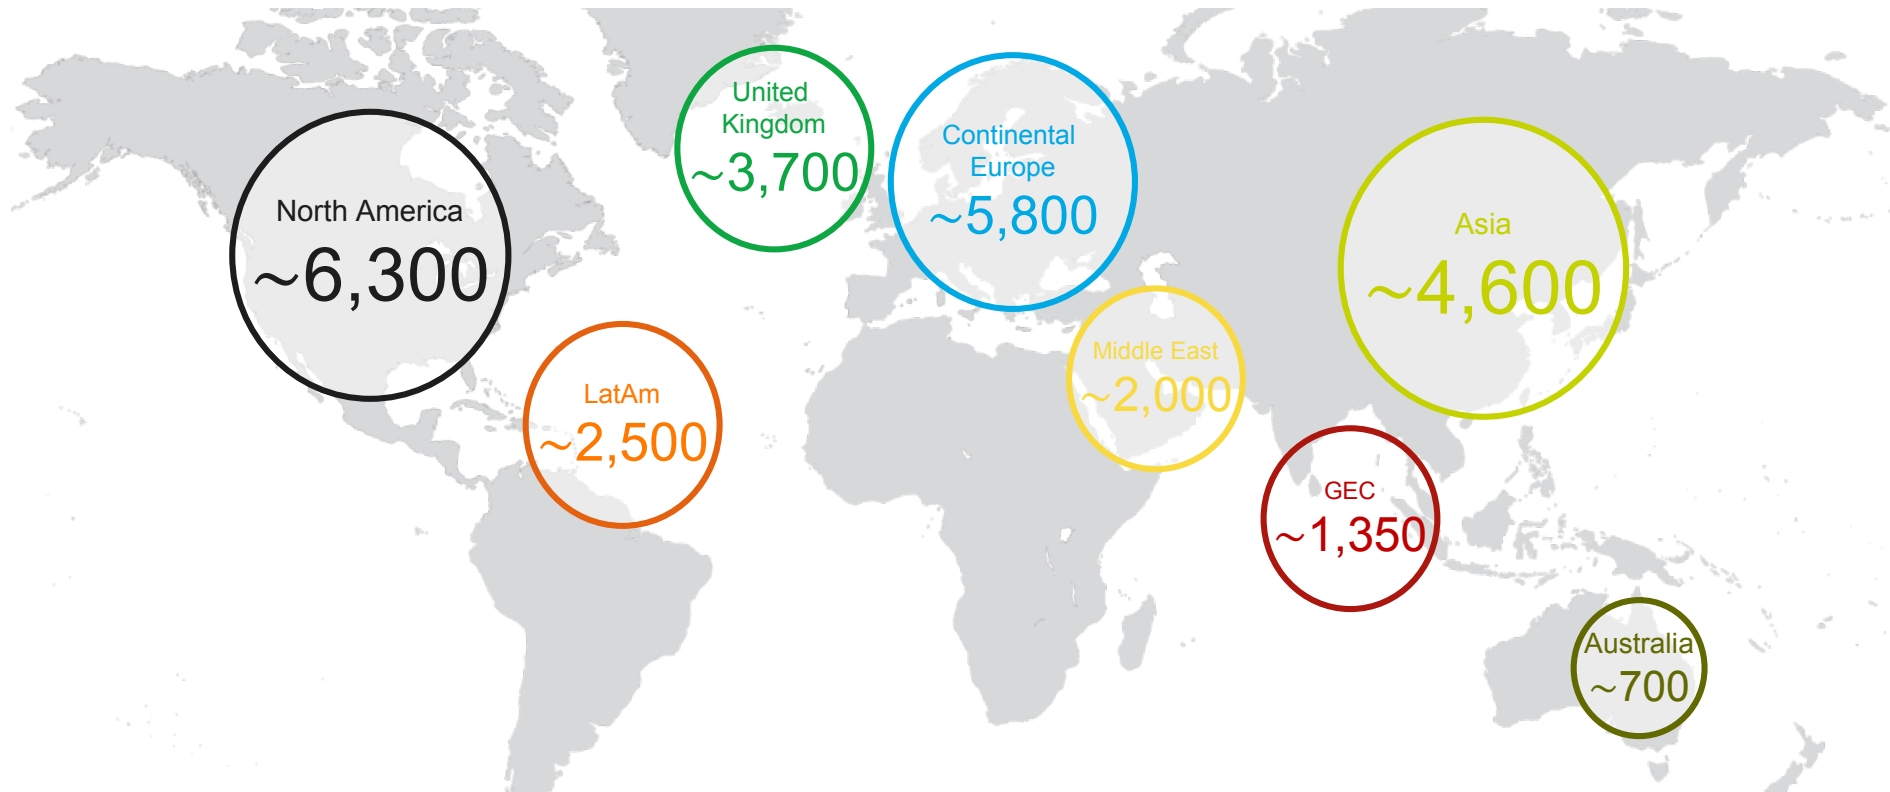 United
Kingdom
~3,700
Continental
Europe
~5,800
North America
~6,300
Asia
~4,600
Middle East
~2,000
LatAm
~2,500
GEC
~1,350
Australia
~700